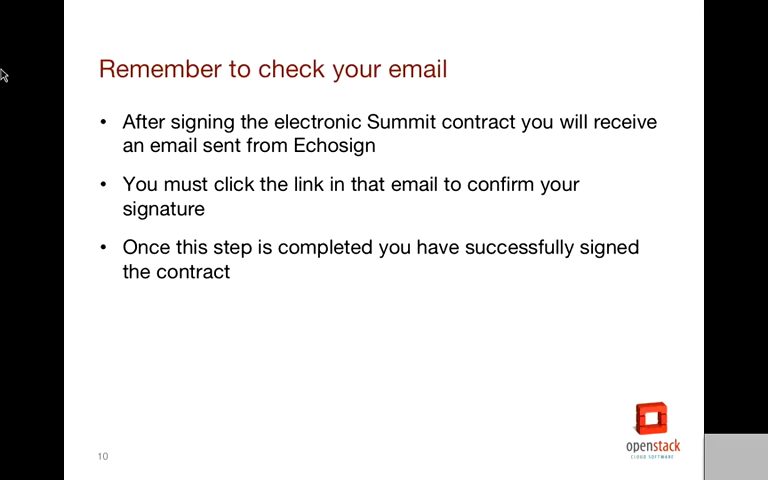 Remember to check your email
• After signing the electronic Summit contract you will receive
an email sent from Echosign
• You must click the link in that email to confirm your
signature
• Once this step is completed you have successfully signed
the contract
openstack
CLOUD SOFTWARE
10